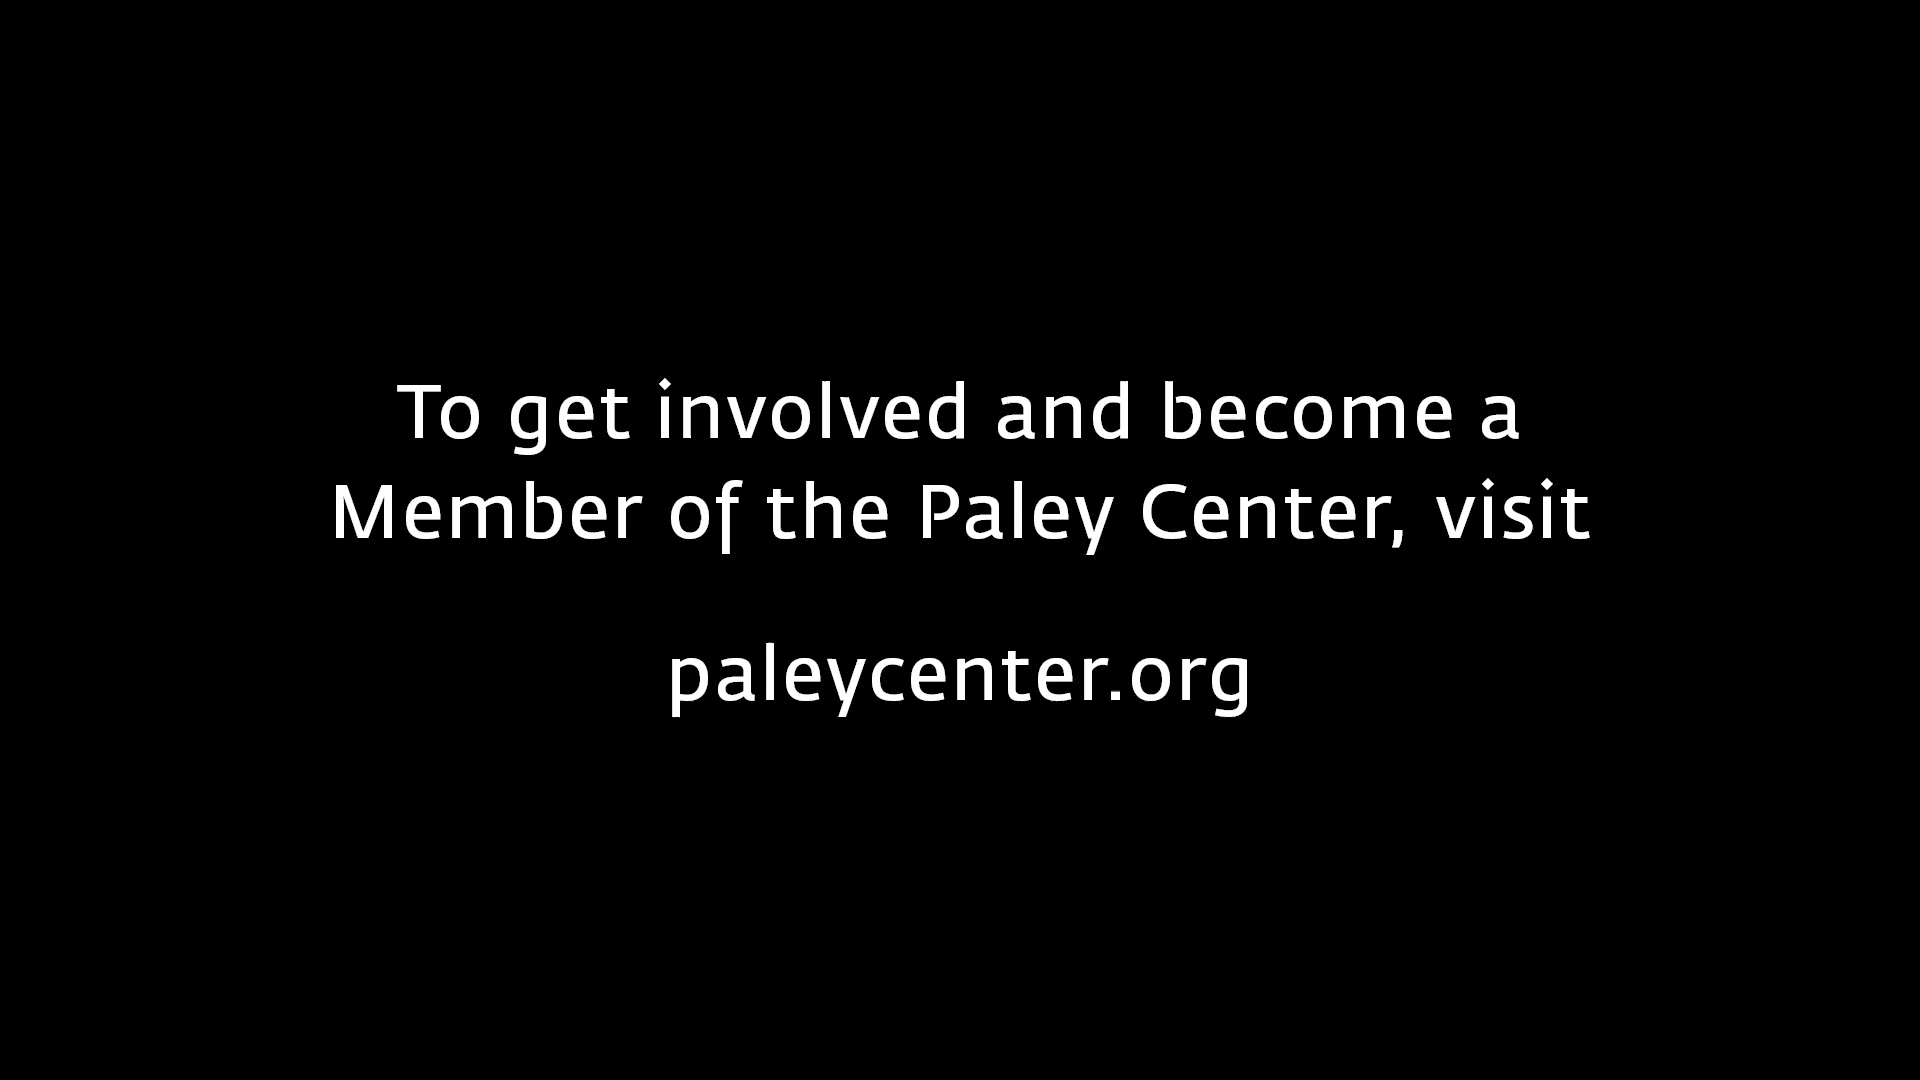 To get involved and become a
Member of the Paley Center, visit
paleycenter.org